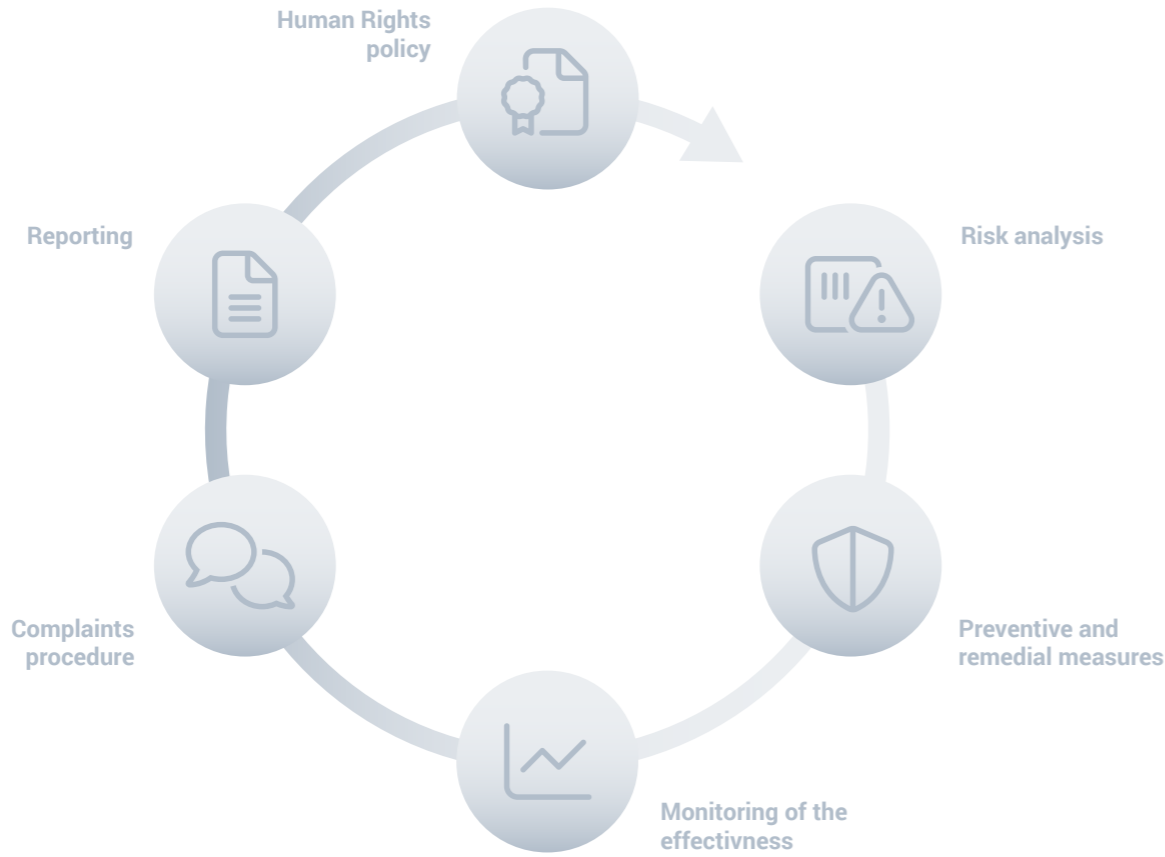 Human Rights
policy
Risk analysis
Preventive and
remedial measures
Monitoring of the
effectivness
Complaints
procedure
Reporting